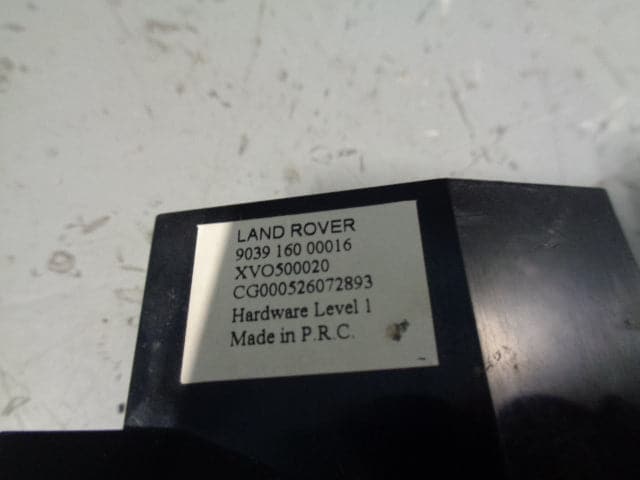 LAND ROVER
9039 160 00016
XVO500020
CG000526072893
Hardware Level 1
Made in P.R.C.